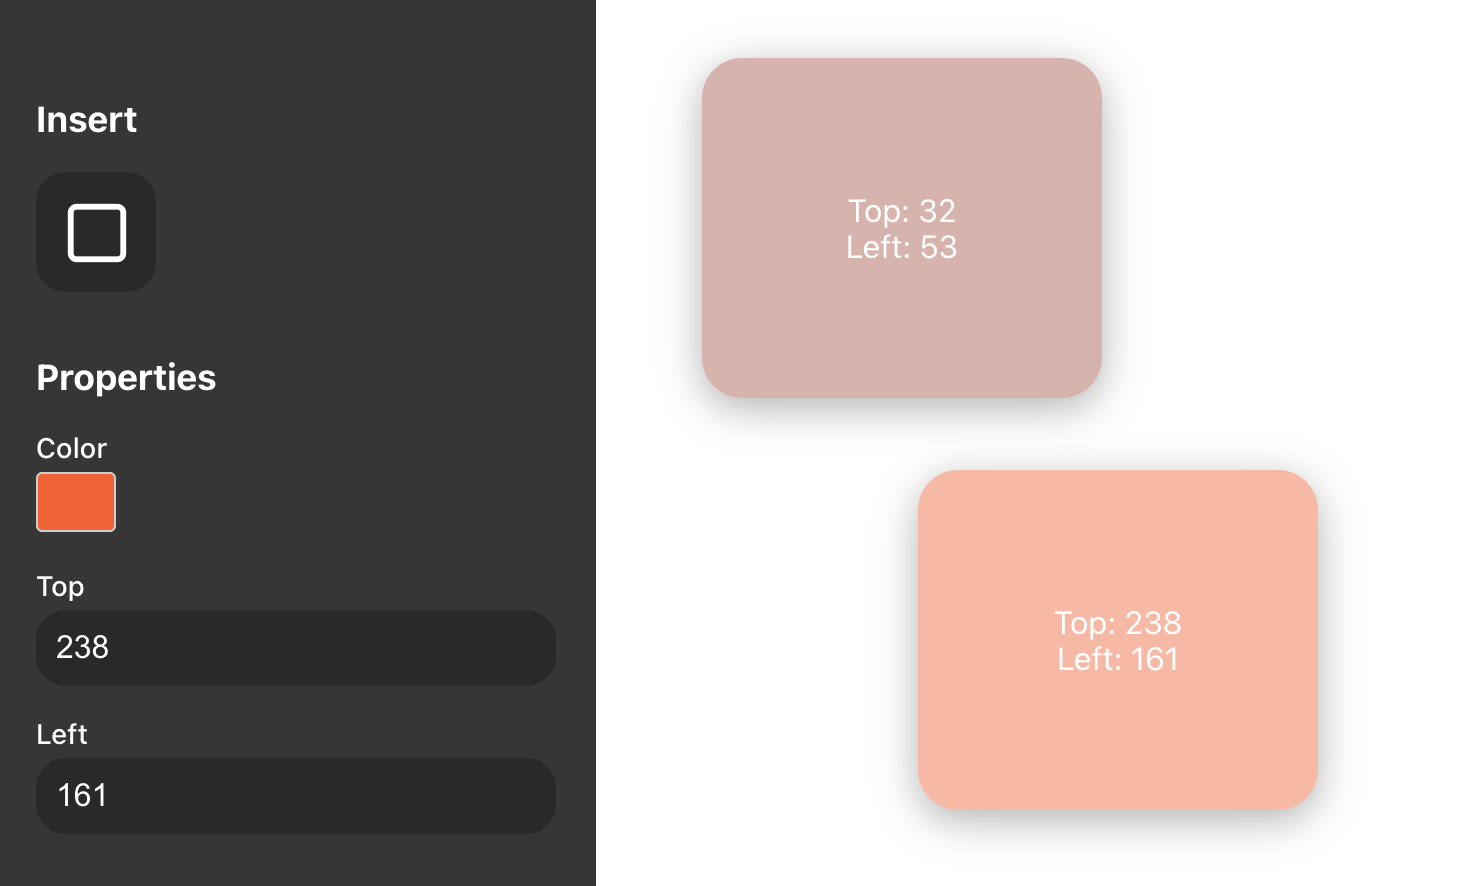 Insert
Properties
Color
Top
238
Left
161
Top: 32
Left: 53
Top: 238
Left: 161